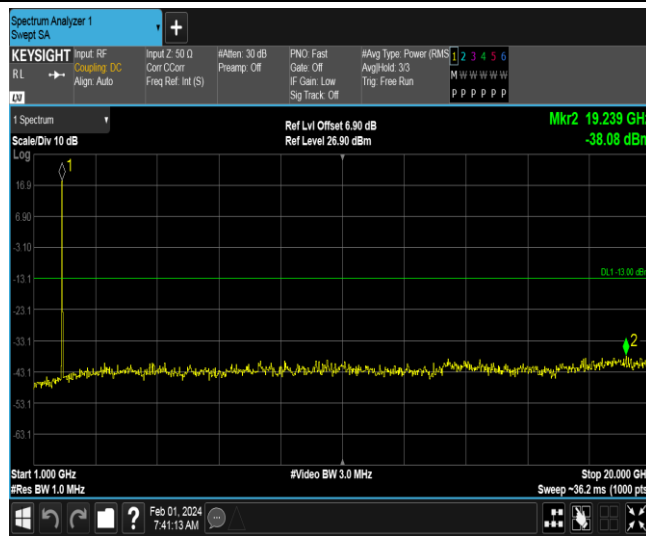 Spectrum Analyzer 1
Swept SA
+
KEYSIGHT
RL
LXI
Input: RF
Coupling: DC
Align: Auto
Input Z: 50 Ω
Corr CCorr
Freq Ref: Int (S)
#Atten: 30 dB
Preamp: Off
PNO: Fast
Gate: Off
IF Gain: Low
Sig Track: Off
#Avg Type: Power (RMS
Avg|Hold: 3/3
Trig: Free Run
1 2 3 4 5 6
M W W W W W
P P P P P P
1 Spectrum
Scale/Div 10 dB
Log
Ref Lvl Offset 6.90 dB
Ref Level 26.90 dBm
Mkr2 19.239 GHz
-38.08 dBm
1
16.9
6.90
-3.10
-13.1
DL1 -13.00 dBm
-23.1
-33.1
2
-43.1
-53.1
-63.1
Start 1.000 GHz
#Video BW 3.0 MHz
Stop 20.000 GH
#Res BW 1.0 MHz
Sweep ~36.2 ms (1000 pts
?
Feb 01, 2024
7:41:13 AM